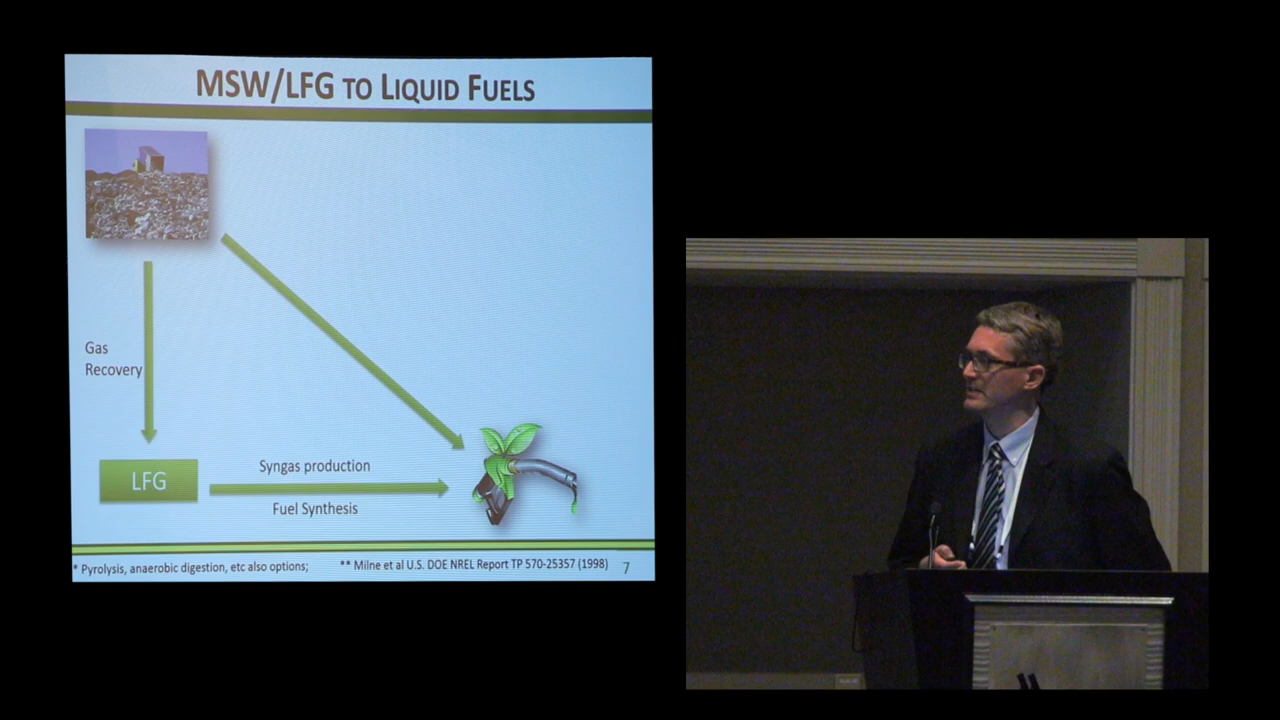 MSW/LFG TO LIQUID FUELS
Gas
Recovery
LFG
Syngas production
Fuel Synthesis
* Pyrolysis, anaerobic digestion, etc also options;
** Milne et al U.S. DOE NREL Report TP 570-25357 (1998)
7